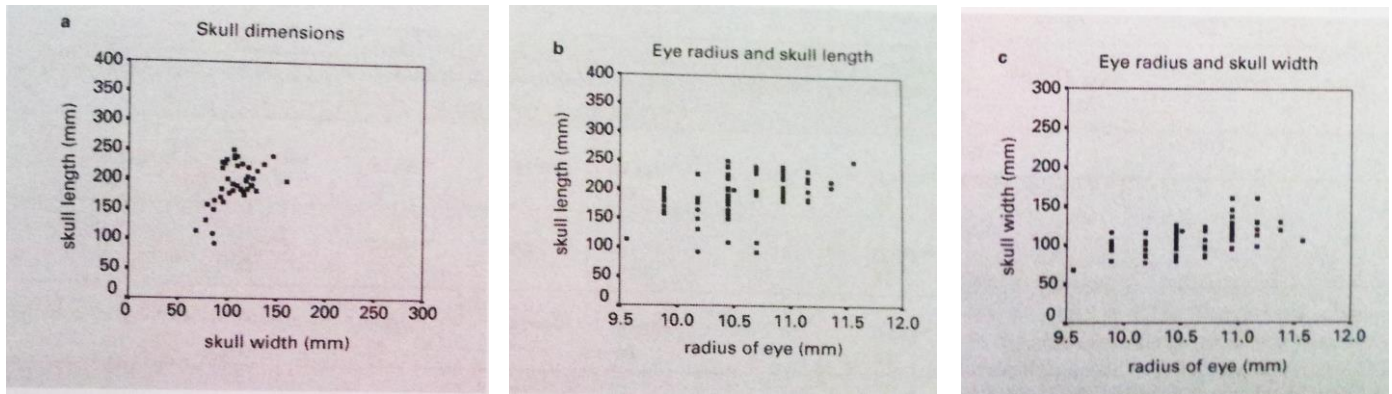 a
Skull dimensions
400
350
300
250
200
150
100
50
0
skull length (mm)
0 50 100 150 200 250 300
skull width (mm)
b
Eye radius and skull length
400
350
300
250
200
150
100
50
0
skull length (mm)
9.5 10.0 10.5 11.0 11.5 12.0
radius of eye (mm)
c
Eye radius and skull width
300
250
200
150
100
50
0
skull width (mm)
9.5 10.0 10.5 11.0 11.5 12.0
radius of eye (mm)